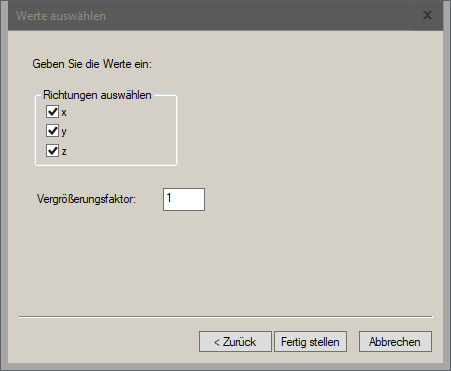 Werte auswählen x
Geben Sie die Werte ein:
Richtungen auswählen
x
y
z
Vergrößerungsfaktor: 1
< Zurück Fertig stellen Abbrechen